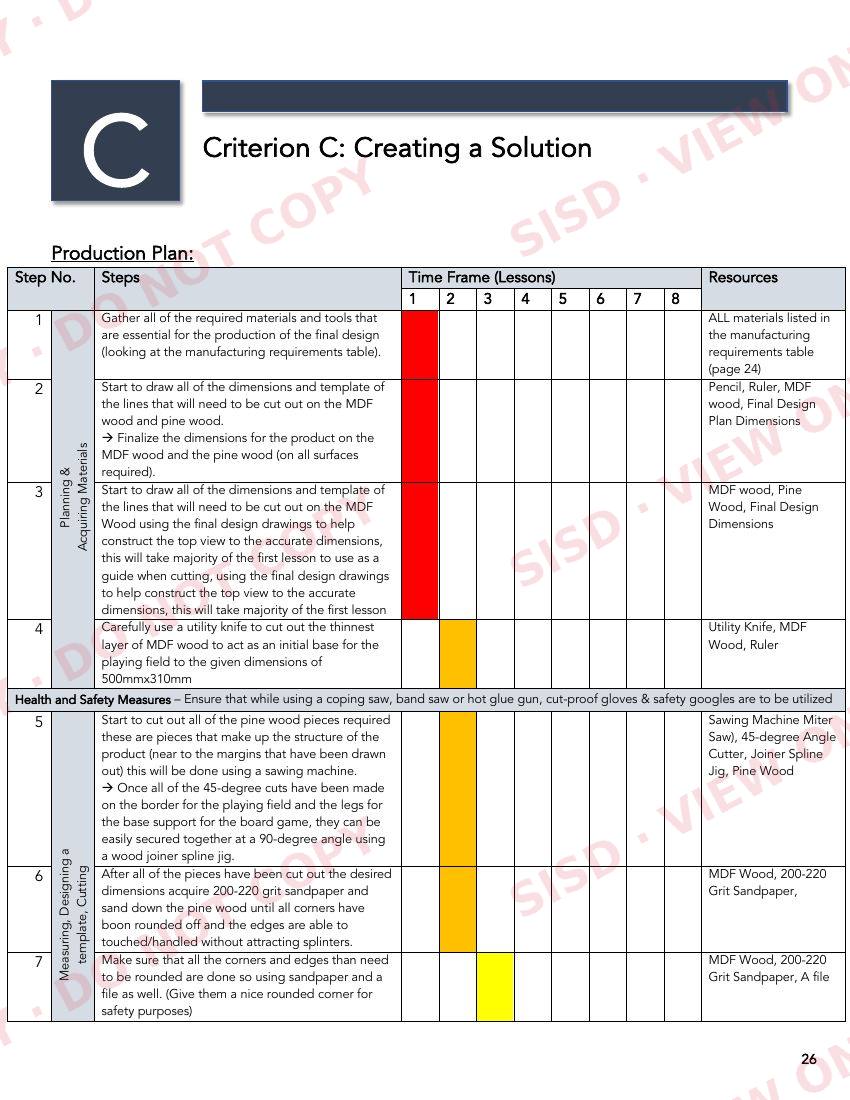 C
Criterion C: Creating a Solution
Production Plan:
Step No.
Steps
Time Frame (Lessons)
Resources
1 2 3 4 5 6 7 8
Planning &
Acquiring Materials
1
Gather all of the required materials and tools that
are essential for the production of the final design
(looking at the manufacturing requirements table).
ALL materials listed in
the manufacturing
requirements table
(page 24)
2
Start to draw all of the dimensions and template of
the lines that will need to be cut out on the MDF
wood and pine wood.
→ Finalize the dimensions for the product on the
MDF wood and the pine wood (on all surfaces
required).
Pencil, Ruler, MDF
wood, Final Design
Plan Dimensions
3
Start to draw all of the dimensions and template of
the lines that will need to be cut out on the MDF
Wood using the final design drawings to help
construct the top view to the accurate dimensions,
this will take majority of the first lesson to use as a
guide when cutting, using the final design drawings
to help construct the top view to the accurate
dimensions, this will take majority of the first lesson
MDF wood, Pine
Wood, Final Design
Dimensions
4
Carefully use a utility knife to cut out the thinnest
layer of MDF wood to act as an initial base for the
playing field to the given dimensions of
500mmx310mm
Utility Knife, MDF
Wood, Ruler
Health and Safety Measures – Ensure that while using a coping saw, band saw or hot glue gun, cut-proof gloves & safety googles are to be utilized
Measuring, Designing a
template, Cutting
5
Start to cut out all of the pine wood pieces required
these are pieces that make up the structure of the
product (near to the margins that have been drawn
out) this will be done using a sawing machine.
→ Once all of the 45-degree cuts have been made
on the border for the playing field and the legs for
the base support for the board game, they can be
easily secured together at a 90-degree angle using
a wood joiner spline jig.
Sawing Machine Miter
Saw), 45-degree Angle
Cutter, Joiner Spline
Jig, Pine Wood
6
After all of the pieces have been cut out the desired
dimensions acquire 200-220 grit sandpaper and
sand down the pine wood until all corners have
boon rounded off and the edges are able to
touched/handled without attracting splinters.
MDF Wood, 200-220
Grit Sandpaper,
7
Make sure that all the corners and edges than need
to be rounded are done so using sandpaper and a
file as well. (Give them a nice rounded corner for
safety purposes)
MDF Wood, 200-220
Grit Sandpaper, A file
26
SISD · VIEW ON
DO NOT COPY